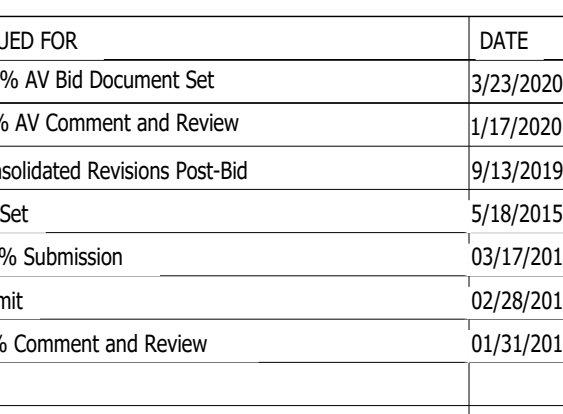 UED FOR DATE
% AV Bid Document Set 3/23/2020
% AV Comment and Review 1/17/2020
solidated Revisions Post-Bid 9/13/2019
Set 5/18/2015
% Submission 03/17/201
mit 02/28/201
% Comment and Review 01/31/201